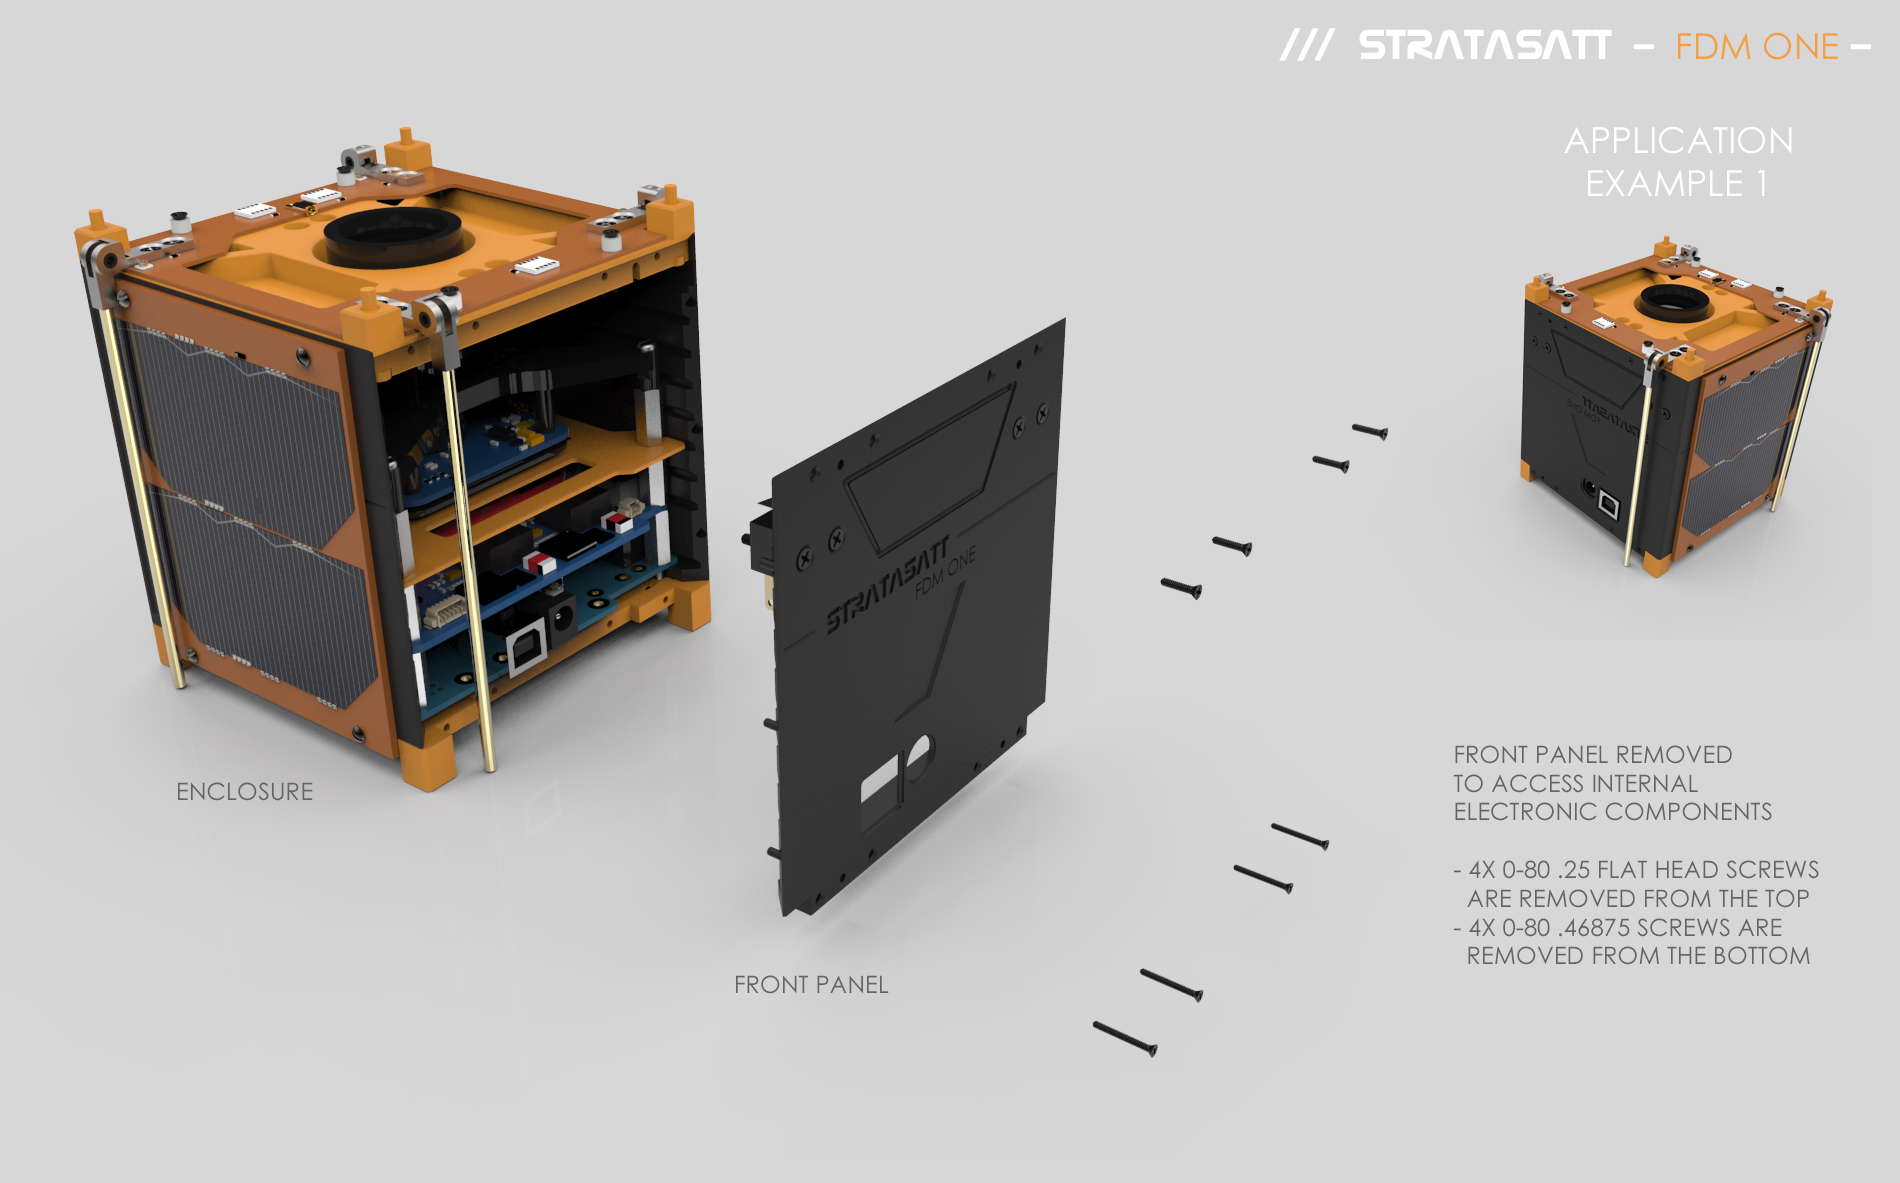 /// STRATASATT – FDM ONE –
APPLICATION
EXAMPLE 1
STRATASATT
FDM ONE
ENCLOSURE
FRONT PANEL
FRONT PANEL REMOVED
TO ACCESS INTERNAL
ELECTRONIC COMPONENTS
- 4X 0-80 .25 FLAT HEAD SCREWS
ARE REMOVED FROM THE TOP
- 4X 0-80 .46875 SCREWS ARE
REMOVED FROM THE BOTTOM